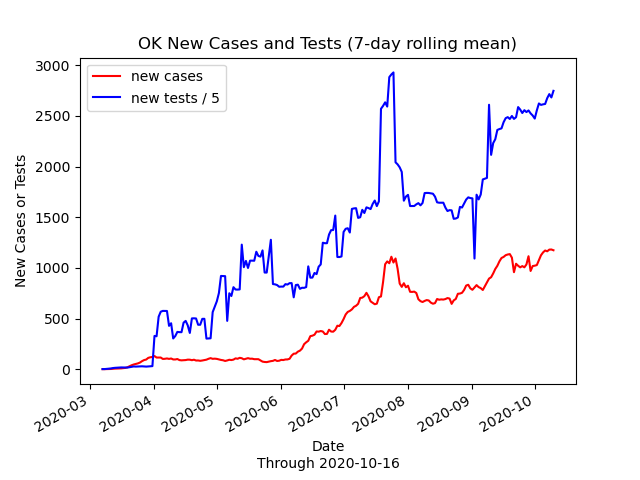 OK New Cases and Tests (7-day rolling mean)
new cases
new tests / 5
3000
2500
2000
1500
1000
500
0
New Cases or Tests
2020-03
2020-04
2020-05
2020-06
2020-07
2020-08
2020-09
2020-10
Date
Through 2020-10-16